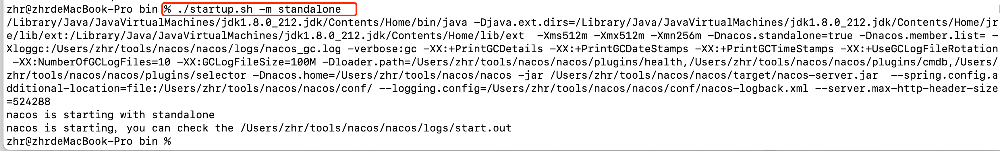 [zhr@zhrdeMacBook-Pro bin % ./startup.sh -m standalone ]
/Library/Java/JavaVirtualMachines/jdk1.8.0_212.jdk/Contents/Home/bin/java -Djava.ext.dirs=/Library/Java/JavaVirtualMachines/jdk1.8.0_212.jdk/Contents/Home/jr
e/lib/ext:/Library/Java/JavaVirtualMachines/jdk1.8.0_212.jdk/Contents/Home/lib/ext  -Xms512m -Xmx512m -Xmn256m -Dnacos.standalone=true -Dnacos.member.list= -
Xloggc:/Users/zhr/tools/nacos/nacos/logs/nacos_gc.log -verbose:gc -XX:+PrintGCDetails -XX:+PrintGCDateStamps -XX:+PrintGCTimeStamps -XX:+UseGCLogFileRotation
 -XX:NumberOfGCLogFiles=10 -XX:GCLogFileSize=100M -Dloader.path=/Users/zhr/tools/nacos/nacos/plugins/health,/Users/zhr/tools/nacos/nacos/plugins/cmdb,/Users/
zhr/tools/nacos/nacos/plugins/selector -Dnacos.home=/Users/zhr/tools/nacos/nacos -jar /Users/zhr/tools/nacos/nacos/target/nacos-server.jar  --spring.config.a
dditional-location=file:/Users/zhr/tools/nacos/nacos/conf/ --logging.config=/Users/zhr/tools/nacos/nacos/conf/nacos-logback.xml --server.max-http-header-size
=524288
nacos is starting with standalone
nacos is starting, you can check the /Users/zhr/tools/nacos/nacos/logs/start.out
zhr@zhrdeMacBook-Pro bin %